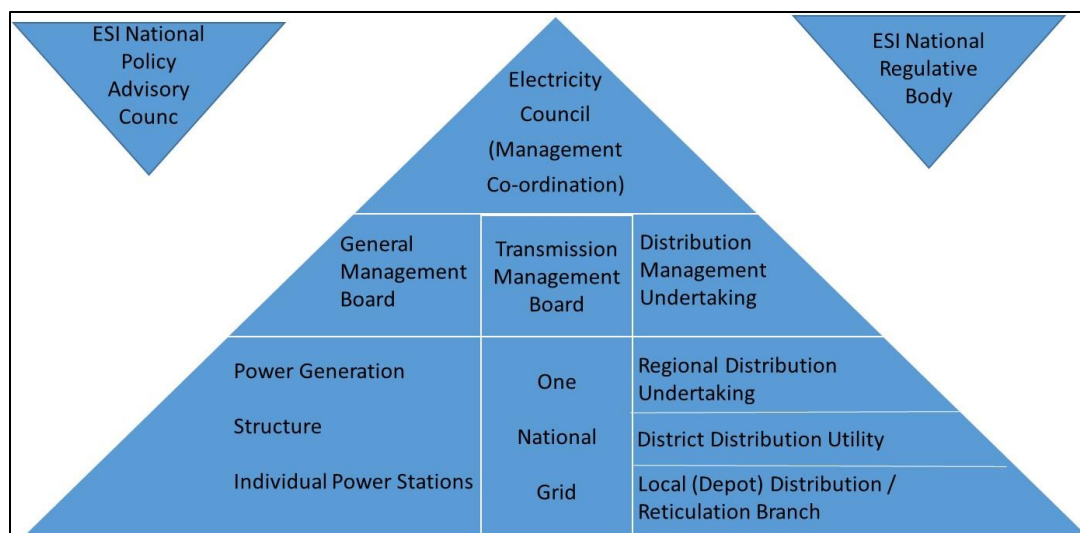 ESI National
Policy
Advisory
Counc
ESI National
Regulative
Body
Electricity
Council
(Management
Co-ordination)
General
Management
Board
Transmission
Management
Board
Distribution
Management
Undertaking
Power Generation
Structure
Individual Power Stations
One
National
Grid
Regional Distribution
Undertaking
District Distribution Utility
Local (Depot) Distribution /
Reticulation Branch